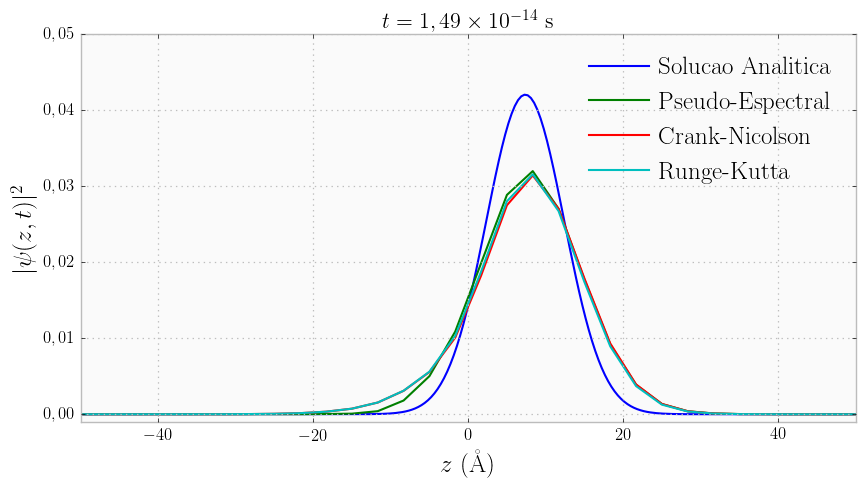 t = 1,49 × 10⁻¹⁴ s
0,05
0,04
0,03
0,02
0,01
0,00
|ψ(z, t)|²
Solucao Analitica
Pseudo-Espectral
Crank-Nicolson
Runge-Kutta
−40 −20 0 20 40
z (Å)